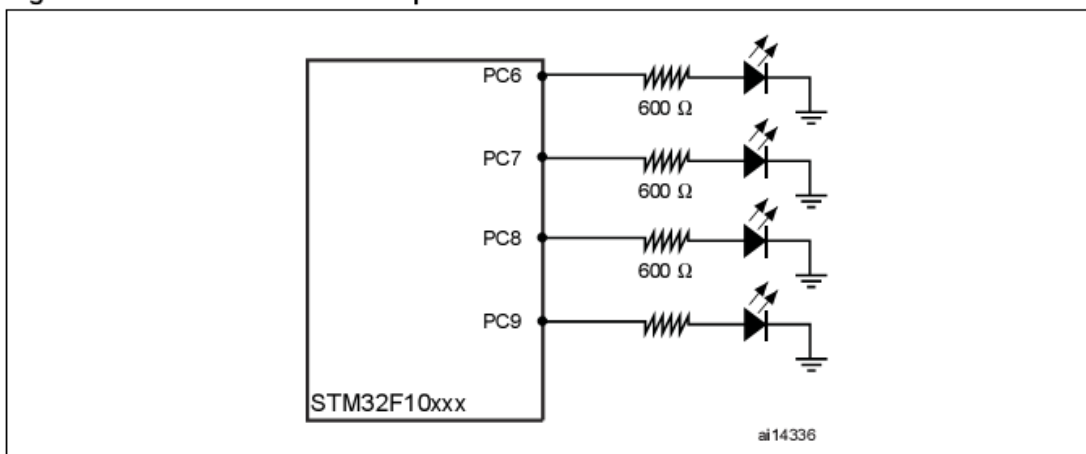 PC6
600 Ω
PC7
600 Ω
PC8
600 Ω
PC9
STM32F10xxx
ai14336